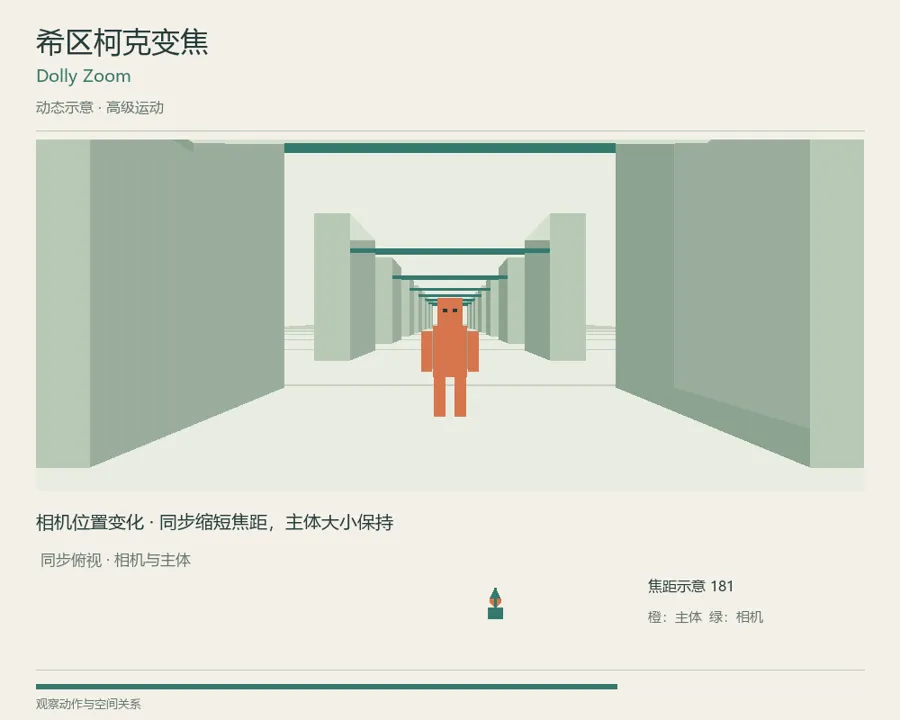 希区柯克变焦
Dolly Zoom
动态示意 · 高级运动
相机位置变化 · 同步缩短焦距，主体大小保持
同步俯视 · 相机与主体
焦距示意 181
橙：主体 绿：相机
观察动作与空间关系